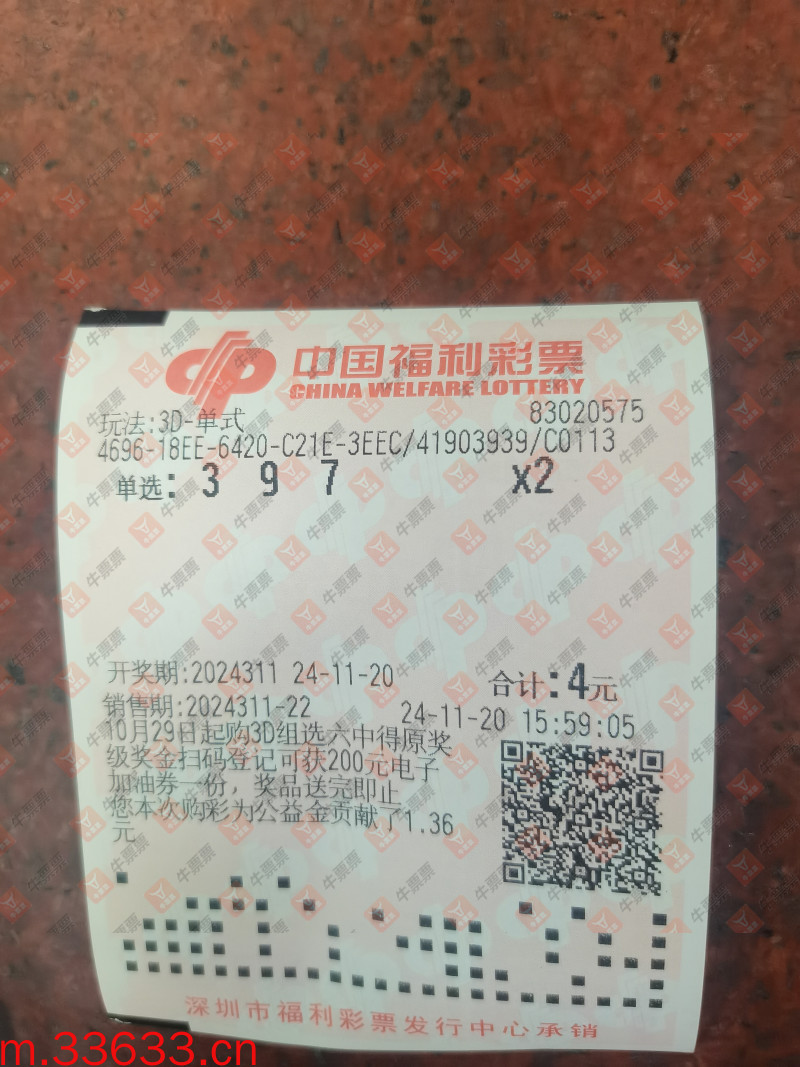 中国福利彩票
CHINA WELFARE LOTTERY
玩法:3D-单式 83020575
4696-18EE-6420-C21E-3EEC/41903939/C0113
单选: 3 9 7 x2
开奖期:2024311 24-11-20 合计:4元
销售期:2024311-22 24-11-20 15:59:05
10月29日起购3D组选六中得原奖
级奖金扫码登记可获200元电子
加油券一份，奖品送完即止
您本次购彩为公益金贡献了1.36
元
深圳市福利彩票发行中心承销
m.33633.cn
牛票票